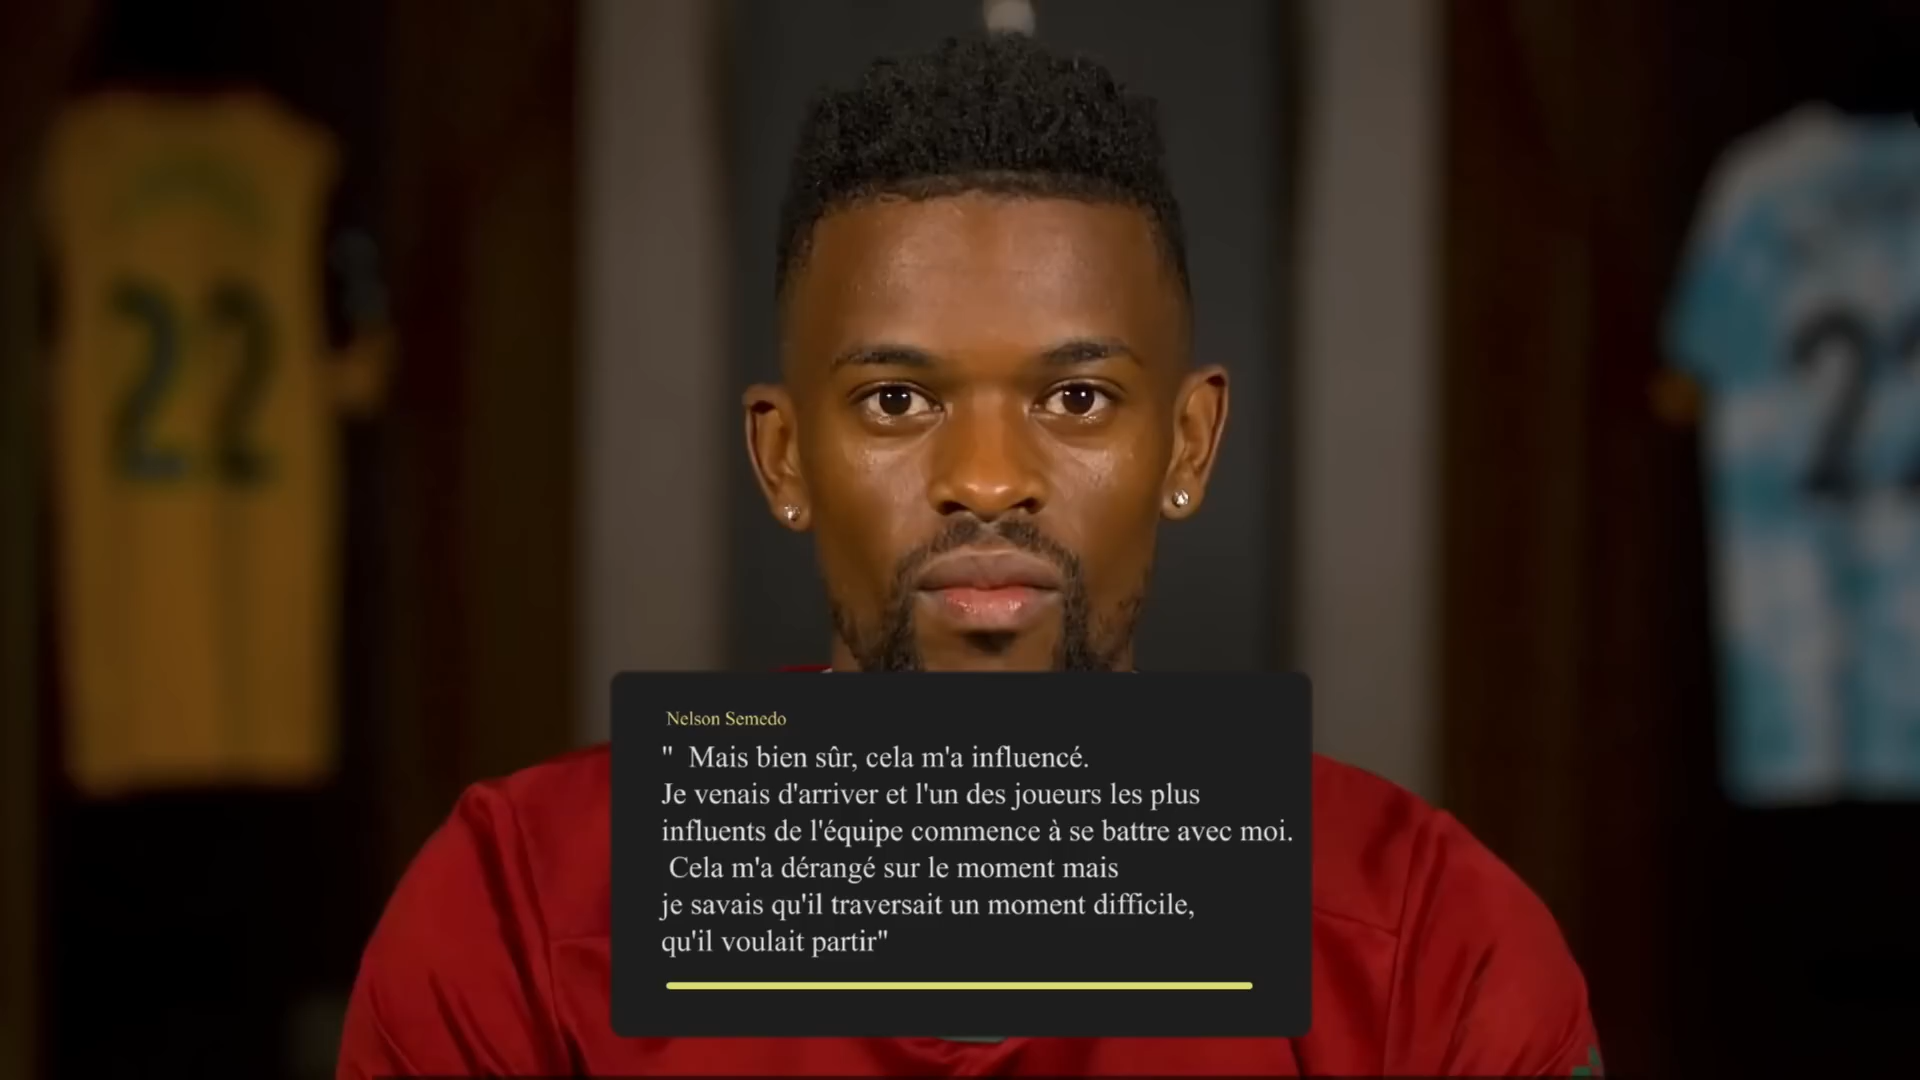 22
2
Nelson Semedo
" Mais bien sûr, cela m'a influencé.
Je venais d'arriver et l'un des joueurs les plus
influents de l'équipe commence à se battre avec moi.
Cela m'a dérangé sur le moment mais
je savais qu'il traversait un moment difficile,
qu'il voulait partir"